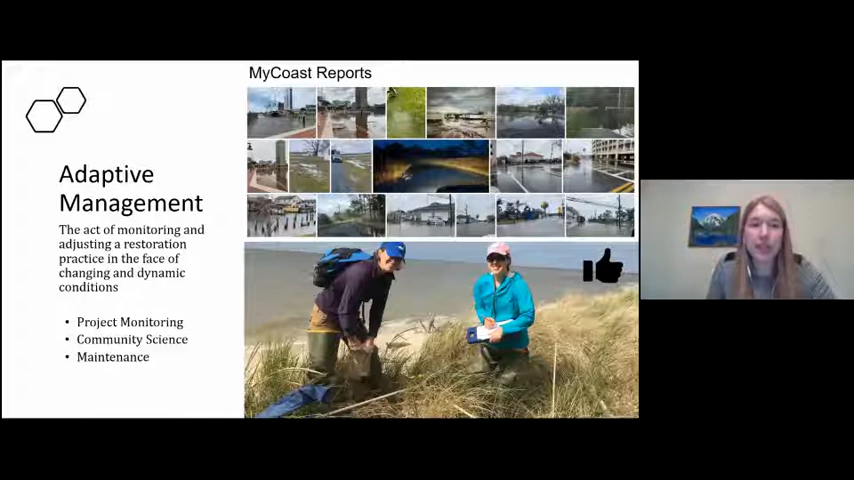 MyCoast Reports
Adaptive
Management
The act of monitoring and
adjusting a restoration
practice in the face of
changing and dynamic
conditions
• Project Monitoring
• Community Science
• Maintenance